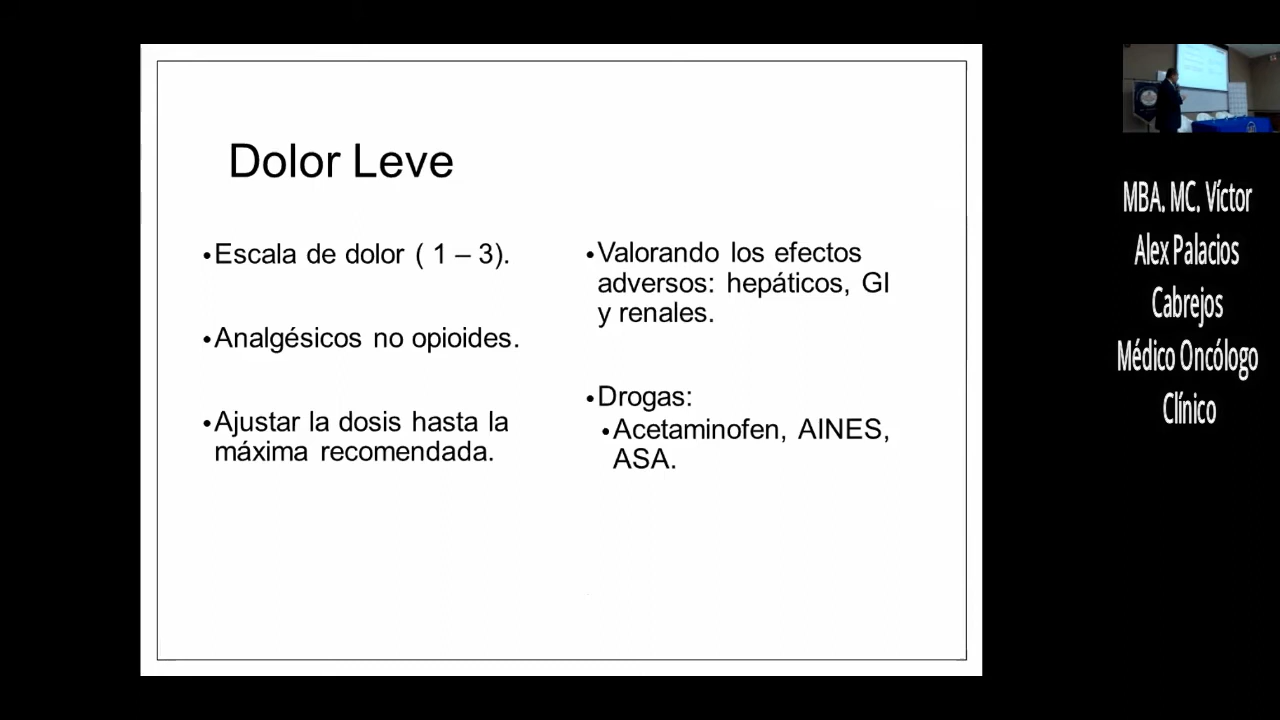 Dolor Leve
•Escala de dolor ( 1 – 3).
•Analgésicos no opioides.
•Ajustar la dosis hasta la
máxima recomendada.
•Valorando los efectos
adversos: hepáticos, GI
y renales.
•Drogas:
•Acetaminofen, AINES,
ASA.
MBA. MC. Víctor
Alex Palacios
Cabrejos
Médico Oncólogo
Clínico